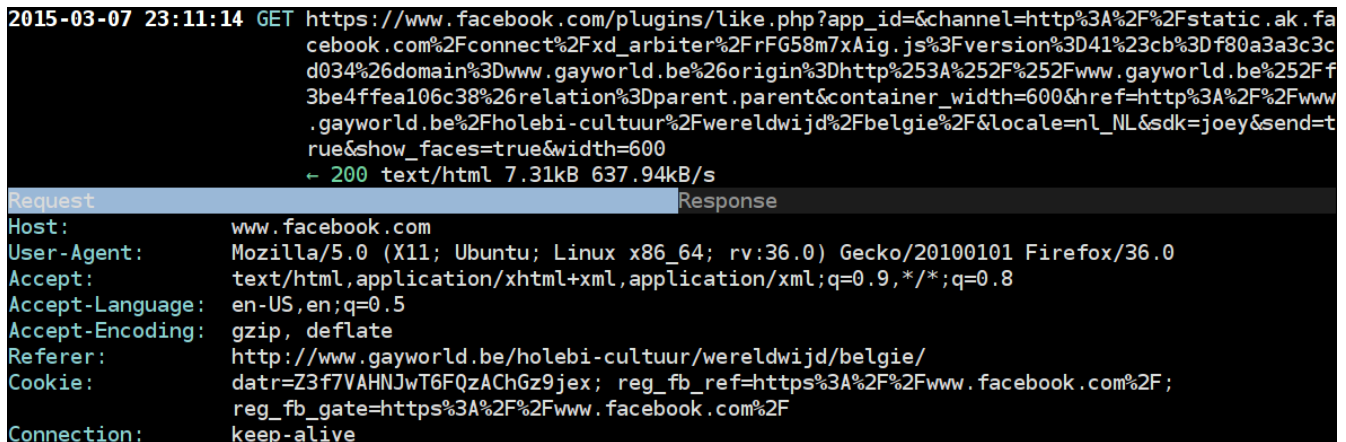 2015-03-07 23:11:14 GET https://www.facebook.com/plugins/like.php?app_id=&channel=http%3A%2F%2Fstatic.ak.fa
cebook.com%2Fconnect%2Fxd_arbiter%2FrFG58m7xAig.js%3Fversion%3D41%23cb%3Df80a3a3c3c
d034%26domain%3Dwww.gayworld.be%26origin%3Dhttp%253A%252F%252Fwww.gayworld.be%252Ff
3be4ffea106c38%26relation%3Dparent.parent&container_width=600&href=http%3A%2F%2Fwww
.gayworld.be%2Fholebi-cultuur%2Fwereldwijd%2Fbelgie%2F&locale=nl_NL&sdk=joey&send=t
rue&show_faces=true&width=600
← 200 text/html 7.31kB 637.94kB/s
Request Response
Host: www.facebook.com
User-Agent: Mozilla/5.0 (X11; Ubuntu; Linux x86_64; rv:36.0) Gecko/20100101 Firefox/36.0
Accept: text/html,application/xhtml+xml,application/xml;q=0.9,*/*;q=0.8
Accept-Language: en-US,en;q=0.5
Accept-Encoding: gzip, deflate
Referer: http://www.gayworld.be/holebi-cultuur/wereldwijd/belgie/
Cookie: datr=Z3f7VAHNJwT6FQzAChGz9jex; reg_fb_ref=https%3A%2F%2Fwww.facebook.com%2F;
reg_fb_gate=https%3A%2F%2Fwww.facebook.com%2F
Connection: keep-alive